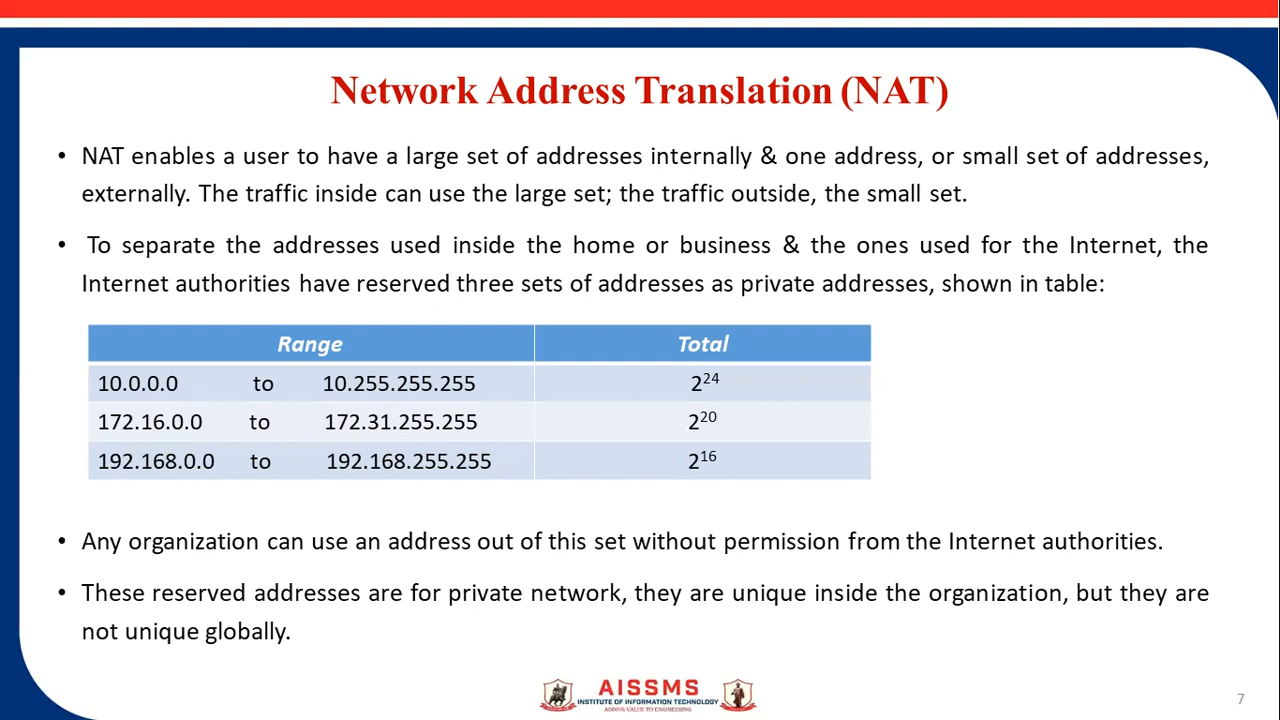 Network Address Translation (NAT)
• NAT enables a user to have a large set of addresses internally & one address, or small set of addresses,
externally. The traffic inside can use the large set; the traffic outside, the small set.
• To separate the addresses used inside the home or business & the ones used for the Internet, the
Internet authorities have reserved three sets of addresses as private addresses, shown in table:
Range Total
10.0.0.0 to 10.255.255.255 2²⁴
172.16.0.0 to 172.31.255.255 2²⁰
192.168.0.0 to 192.168.255.255 2¹⁶
• Any organization can use an address out of this set without permission from the Internet authorities.
• These reserved addresses are for private network, they are unique inside the organization, but they are
not unique globally.
AISSMS
INSTITUTE OF INFORMATION TECHNOLOGY
ADDING VALUE TO ENGINEERING
7